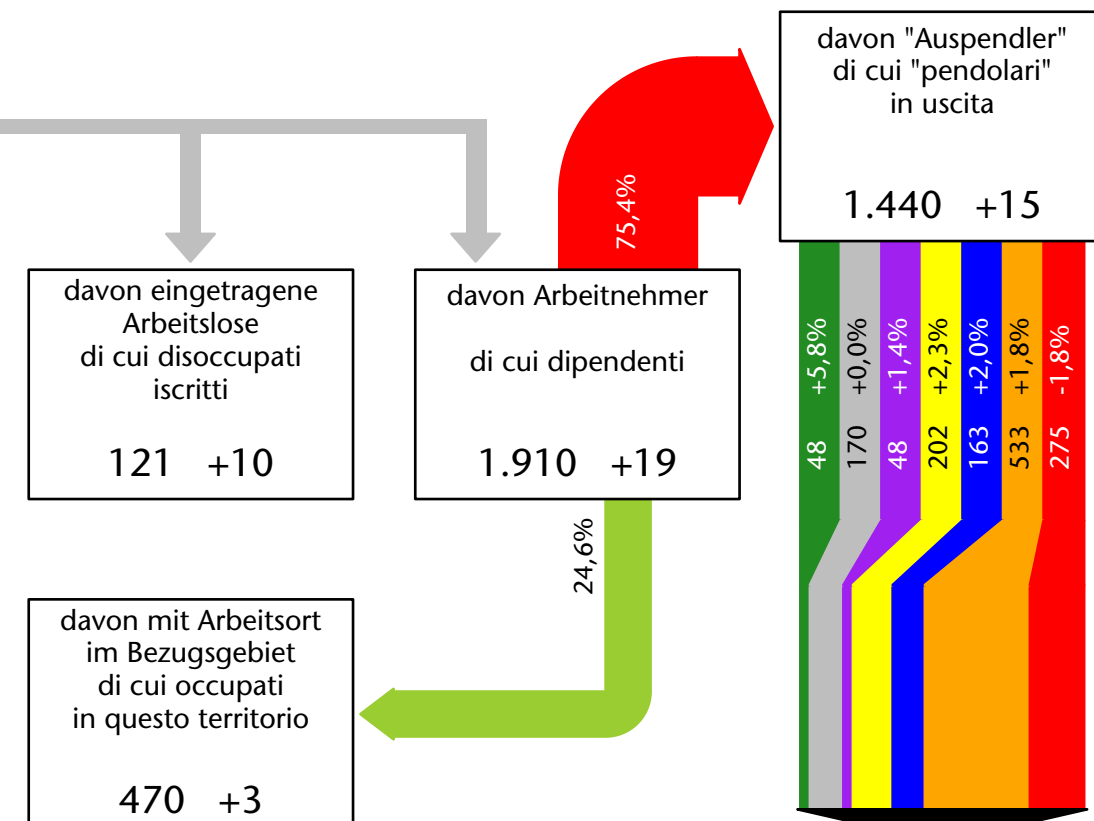 davon "Auspendler"
di cui "pendolari"
in uscita
1.440 +15
75,4%
davon eingetragene
Arbeitslose
di cui disoccupati
iscritti
121 +10
davon Arbeitnehmer
di cui dipendenti
1.910 +19
48 +5,8%
170 +0,0%
48 +1,4%
202 +2,3%
163 +2,0%
533 +1,8%
275 -1,8%
24,6%
davon mit Arbeitsort
im Bezugsgebiet
di cui occupati
in questo territorio
470 +3